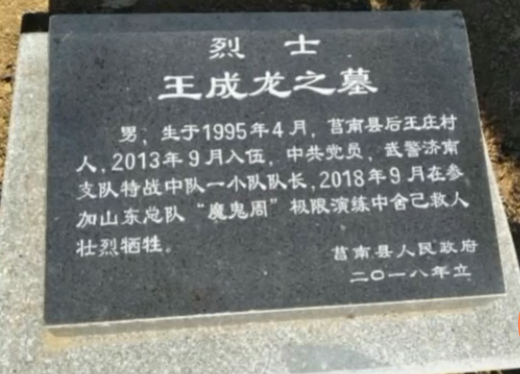 烈士
王成龙之墓
男，生于1995年4月，莒南县后王庄村
人，2013年9月入伍，中共党员，武警济南
支队特战中队一小队队长，2018年9月在参
加山东总队“魔鬼周”极限演练中舍己救人
壮烈牺牲。
莒南县人民政府
二〇一八年立